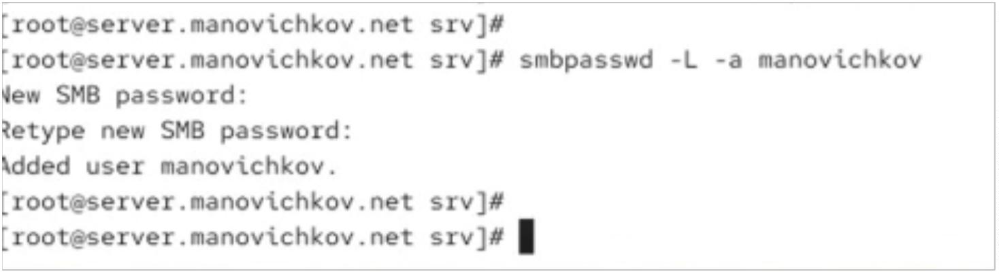 [root@server.manovichkov.net srv]#
[root@server.manovichkov.net srv]# smbpasswd -L -a manovichkov
New SMB password:
Retype new SMB password:
Added user manovichkov.
[root@server.manovichkov.net srv]#
[root@server.manovichkov.net srv]#